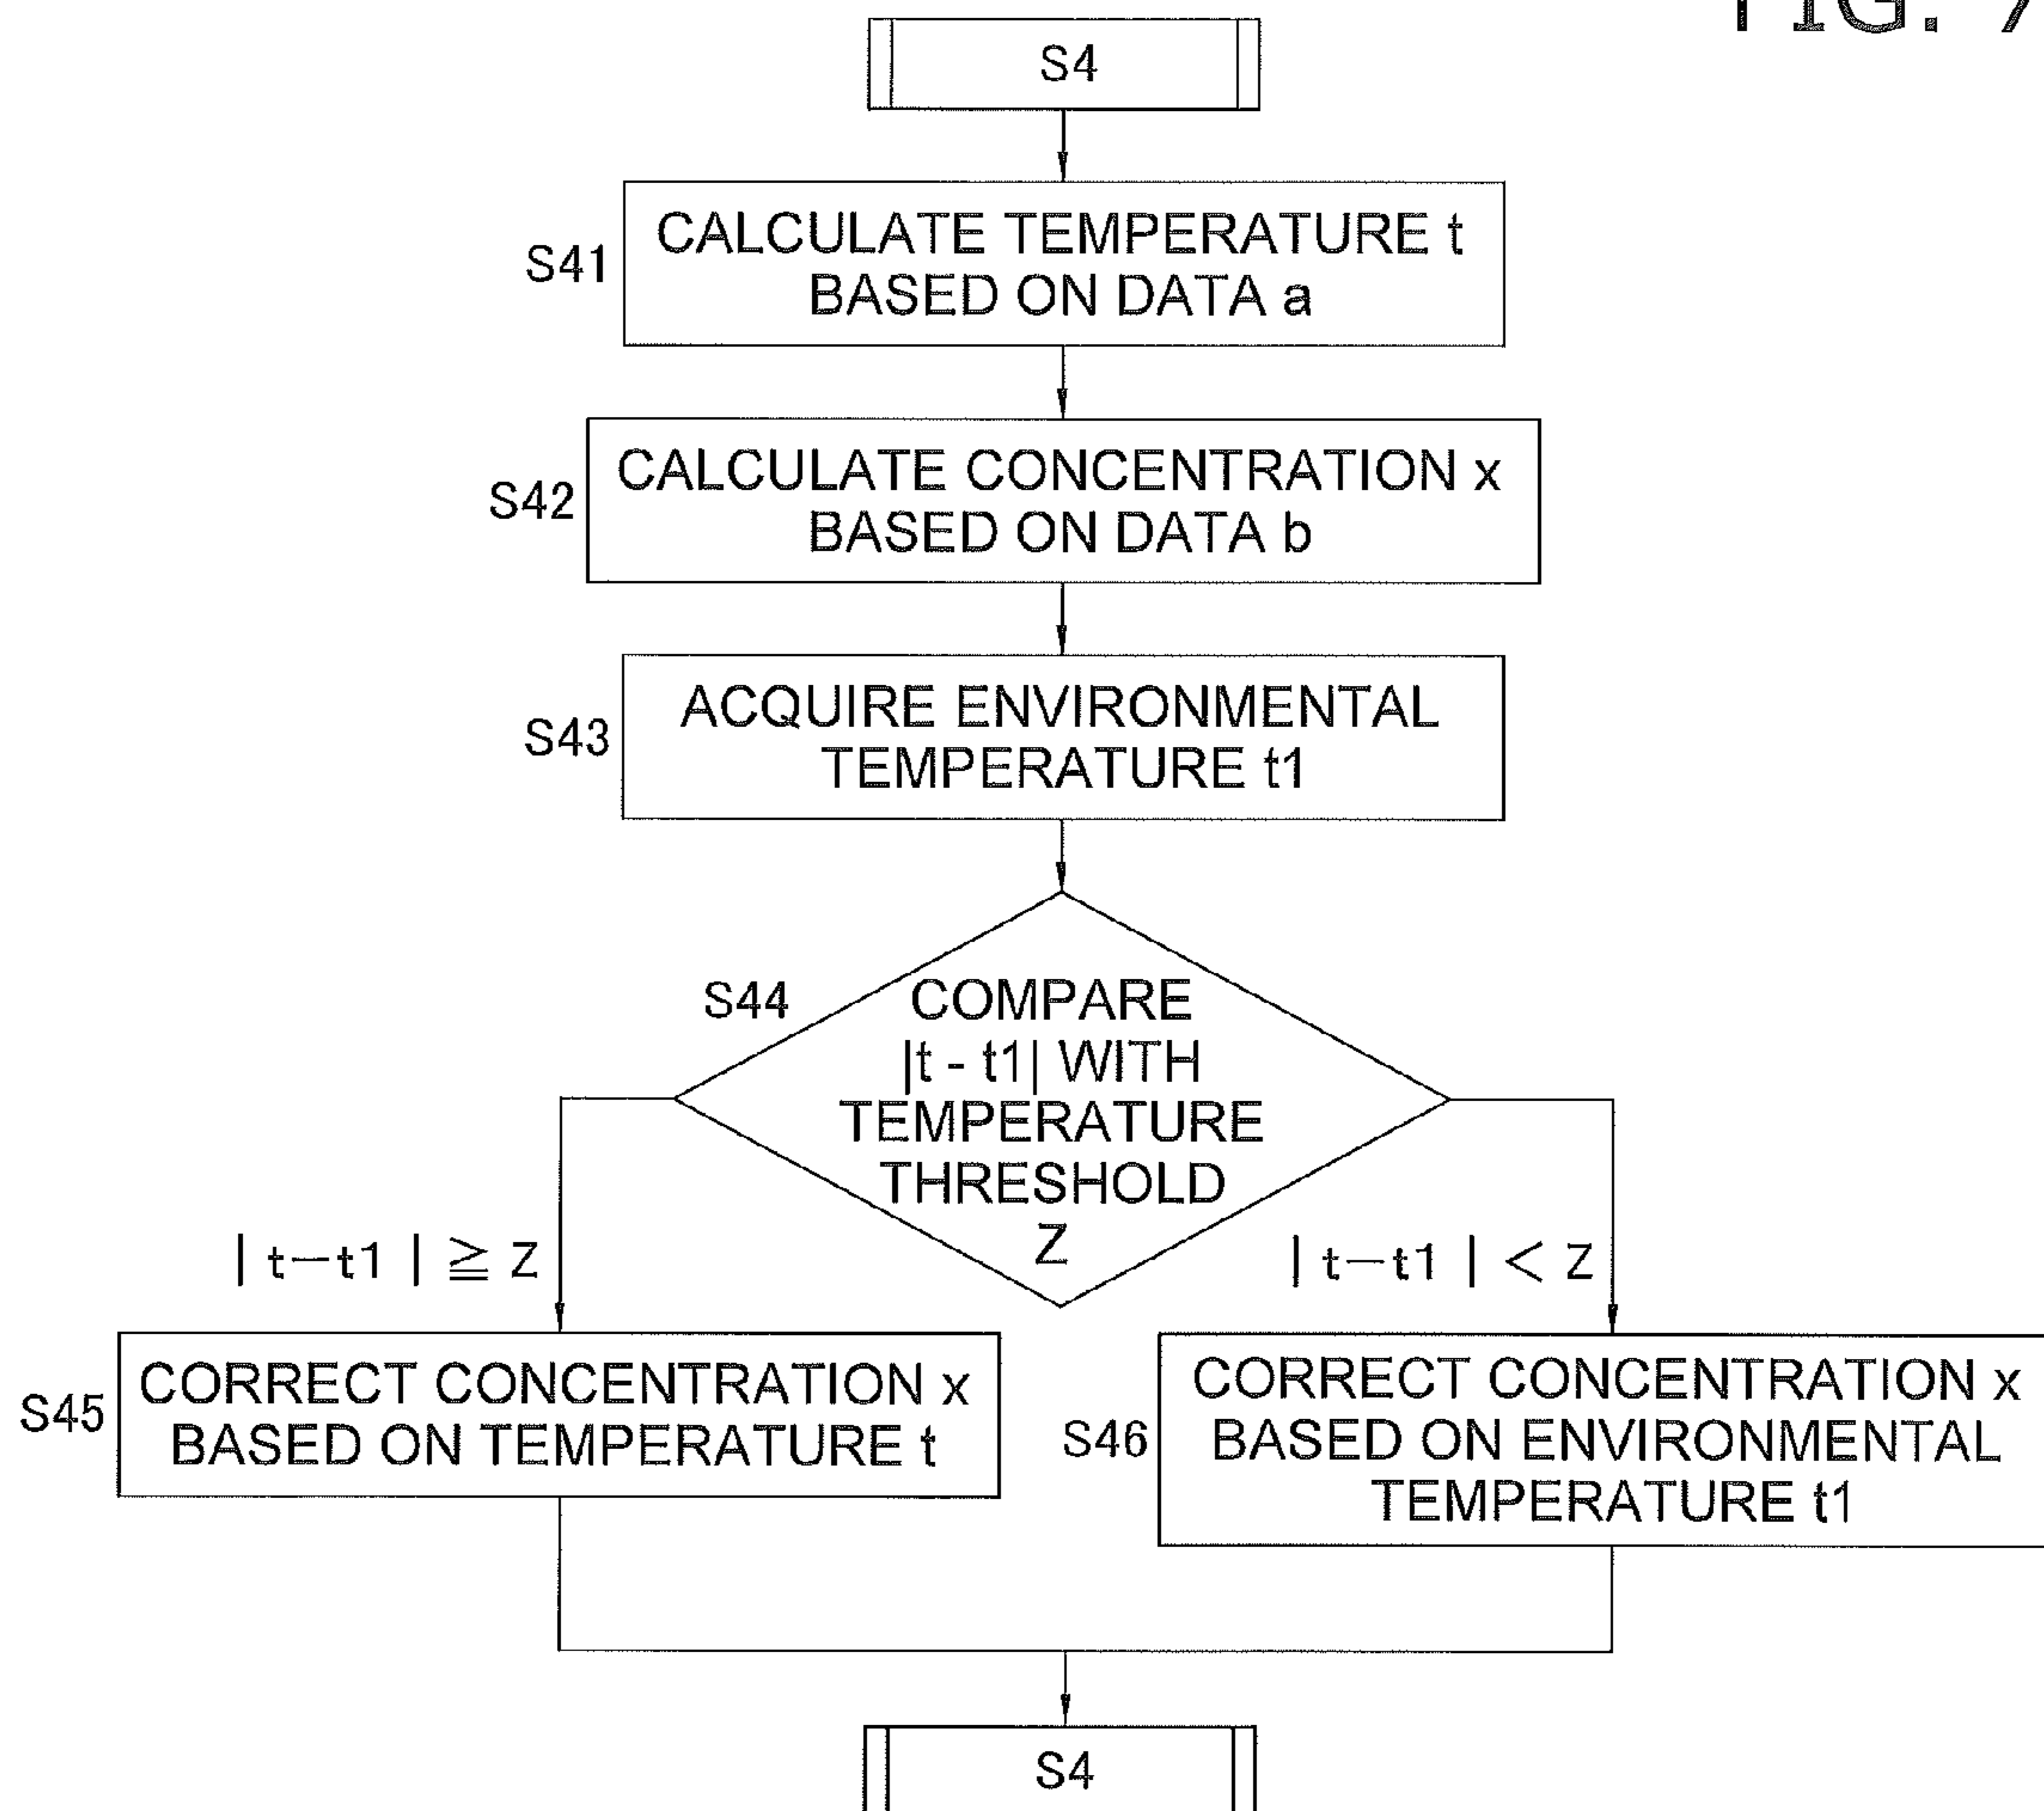 FIG. 7
S4
S41
CALCULATE TEMPERATURE t
BASED ON DATA a
S42
CALCULATE CONCENTRATION x
BASED ON DATA b
S43
ACQUIRE ENVIRONMENTAL
TEMPERATURE t1
S44
COMPARE
|t - t1| WITH
TEMPERATURE
THRESHOLD
Z
| t－t1 | ≧ Z
| t－t1 | < Z
S45
CORRECT CONCENTRATION x
BASED ON TEMPERATURE t
S46
CORRECT CONCENTRATION x
BASED ON ENVIRONMENTAL
TEMPERATURE t1
S4